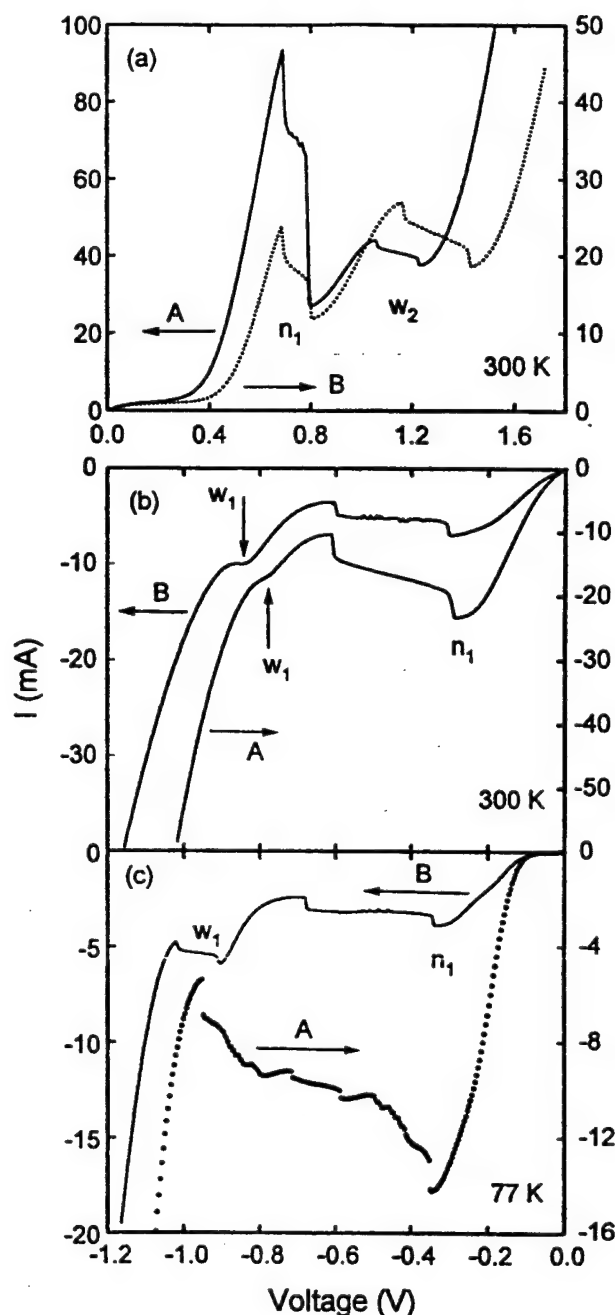 100
80
60
40
20
0
(a)
A
n1
B
w2
300 K
50
40
30
20
10
0
0.0
0.4
0.8
1.2
1.6
0
-10
-20
-30
0
(b)
w1
B
w1
A
n1
300 K
0
-10
-20
-30
-40
-50
I (mA)
-5
-10
-15
-20
(c)
B
w1
n1
A
77 K
0
-4
-8
-12
-16
-1.2
-1.0
-0.8
-0.6
-0.4
-0.2
0.0
Voltage (V)